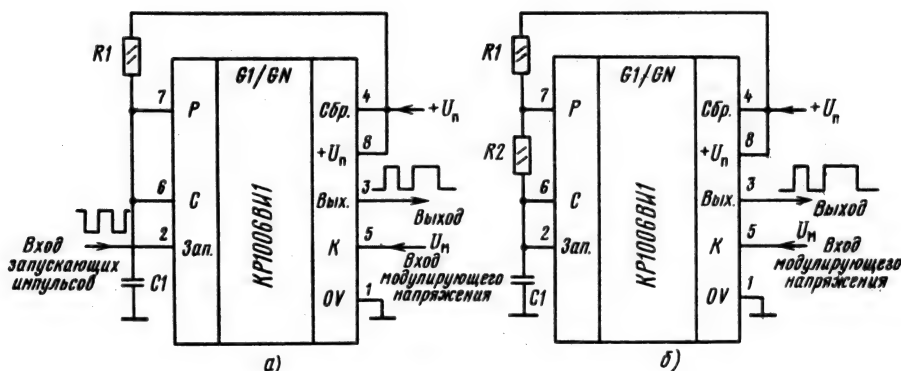 R1
7
P
6
С
2
Зап.
Вход
запускающих
импульсов
C1
G1/GN
КР1006ВИ1
Сбр.
4
+Uп
+Uп
8
Вых.
3
Выход
К
5
Uм
Вход
модулирующего
напряжения
OV
1
а)
R1
7
P
R2
6
С
2
Зап.
C1
G1/GN
КР1006ВИ1
Сбр.
4
+Uп
+Uп
8
Вых.
3
Выход
К
5
Uм
Вход
модулирующего
напряжения
OV
1
б)